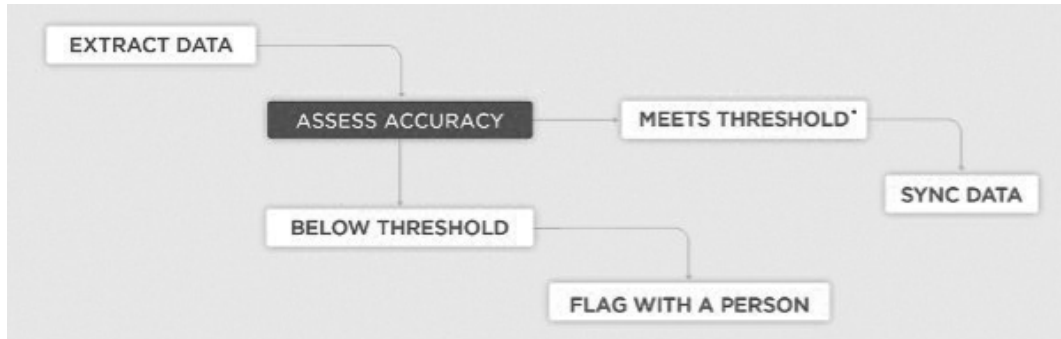 EXTRACT DATA
ASSESS ACCURACY
MEETS THRESHOLD*
SYNC DATA
BELOW THRESHOLD
FLAG WITH A PERSON